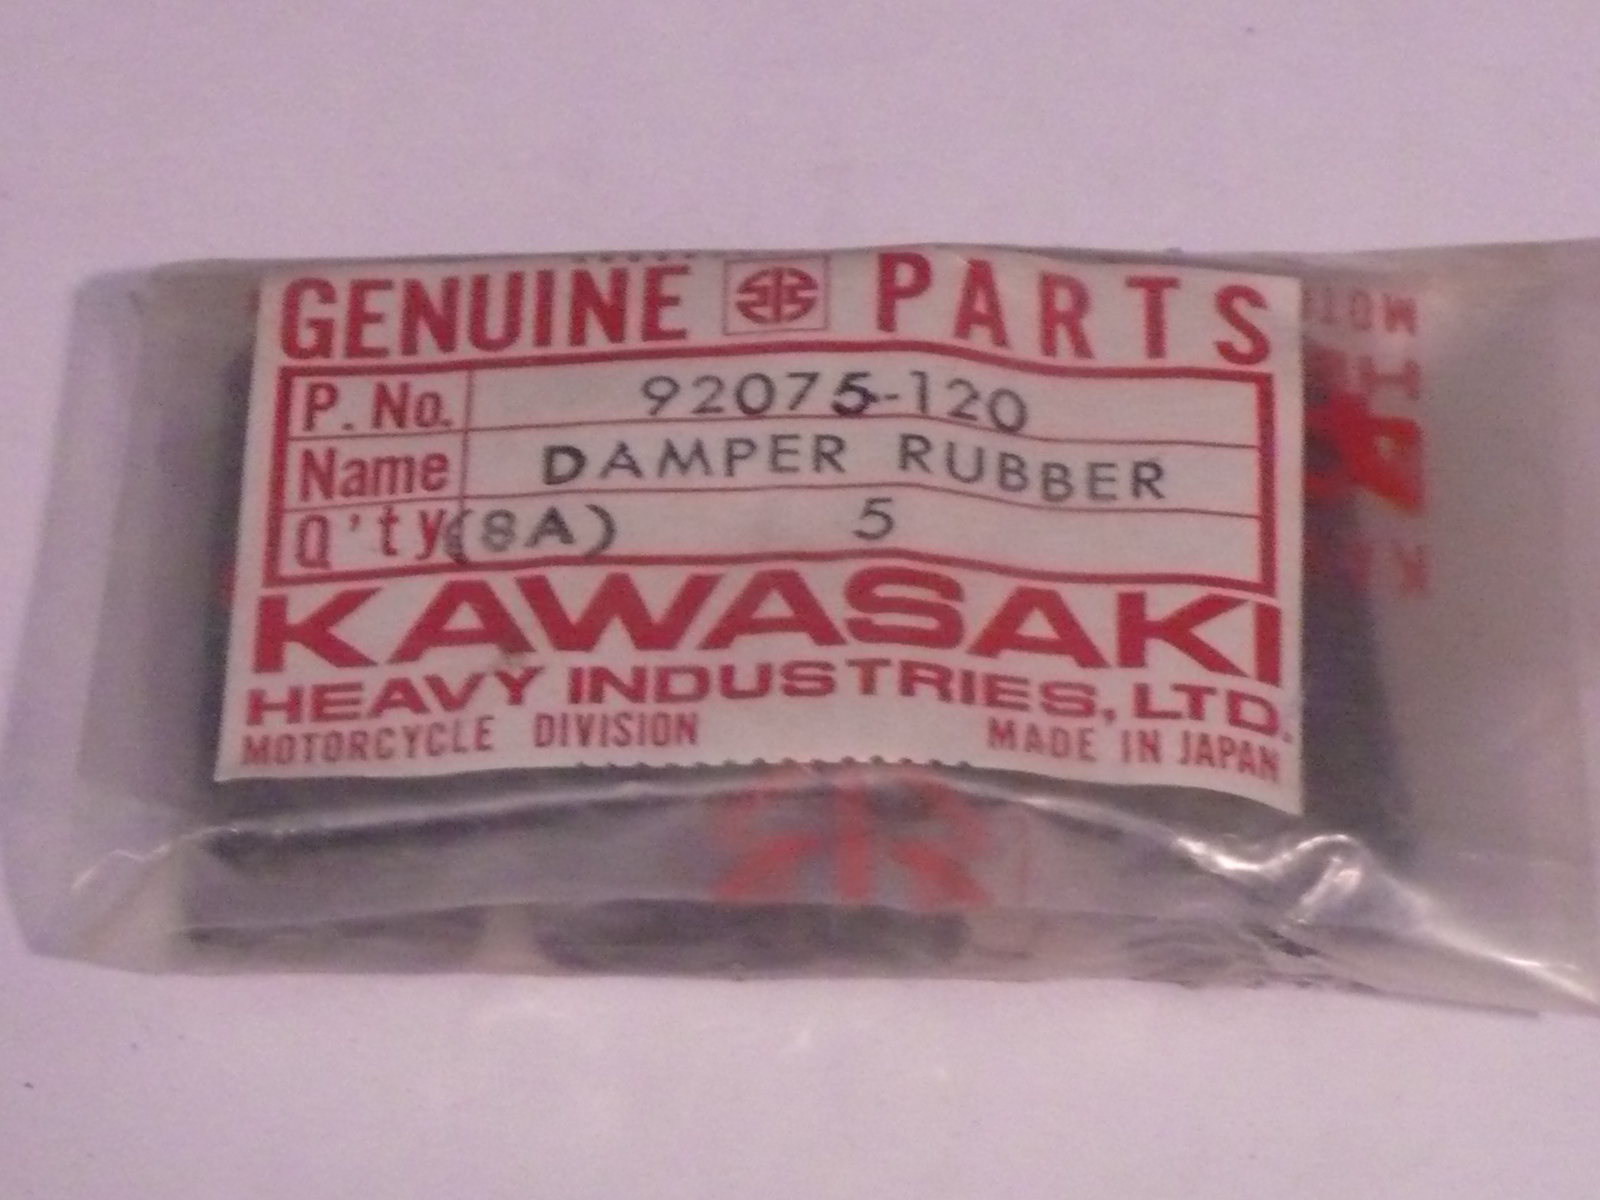 GENUINE PARTS
P. No. 92075-120
Name DAMPER RUBBER
Q'ty (8A) 5
KAWASAKI
HEAVY INDUSTRIES, LTD.
MOTORCYCLE DIVISION MADE IN JAPAN